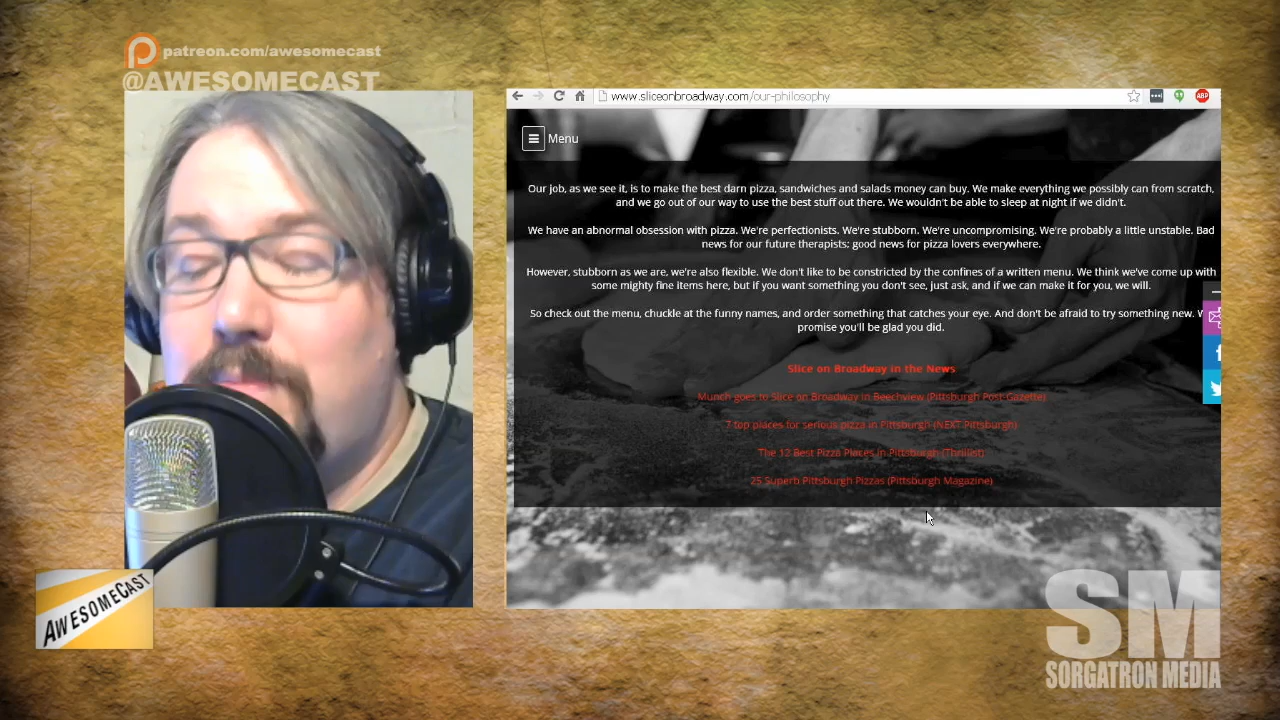 patreon.com/awesomecast
@AWESOMECAST
www.sliceonbroadway.com/our-philosophy
ABP
Menu
Our job, as we see it, is to make the best darn pizza, sandwiches and salads money can buy. We make everything we possibly can from scratch,
and we go out of our way to use the best stuff out there. We wouldn't be able to sleep at night if we didn't.
We have an abnormal obsession with pizza. We're perfectionists. We're stubborn. We're uncompromising. We're probably a little unstable. Bad
news for our future therapists; good news for pizza lovers everywhere.
However, stubborn as we are, we're also flexible. We don't like to be constricted by the confines of a written menu. We think we've come up with
some mighty fine items here, but if you want something you don't see, just ask, and if we can make it for you, we will.
So check out the menu, chuckle at the funny names, and order something that catches your eye. And don't be afraid to try something new.
promise you'll be glad you did.
Slice on Broadway in the News
Munch goes to Slice on Broadway in Beechview (Pittsburgh Post-Gazette)
7 top places for serious pizza in Pittsburgh (NEXT Pittsburgh)
The 12 Best Pizza Places in Pittsburgh (Thrillist)
25 Superb Pittsburgh Pizzas (Pittsburgh Magazine)
AWESOMECAST
SM
SORGATRON MEDIA